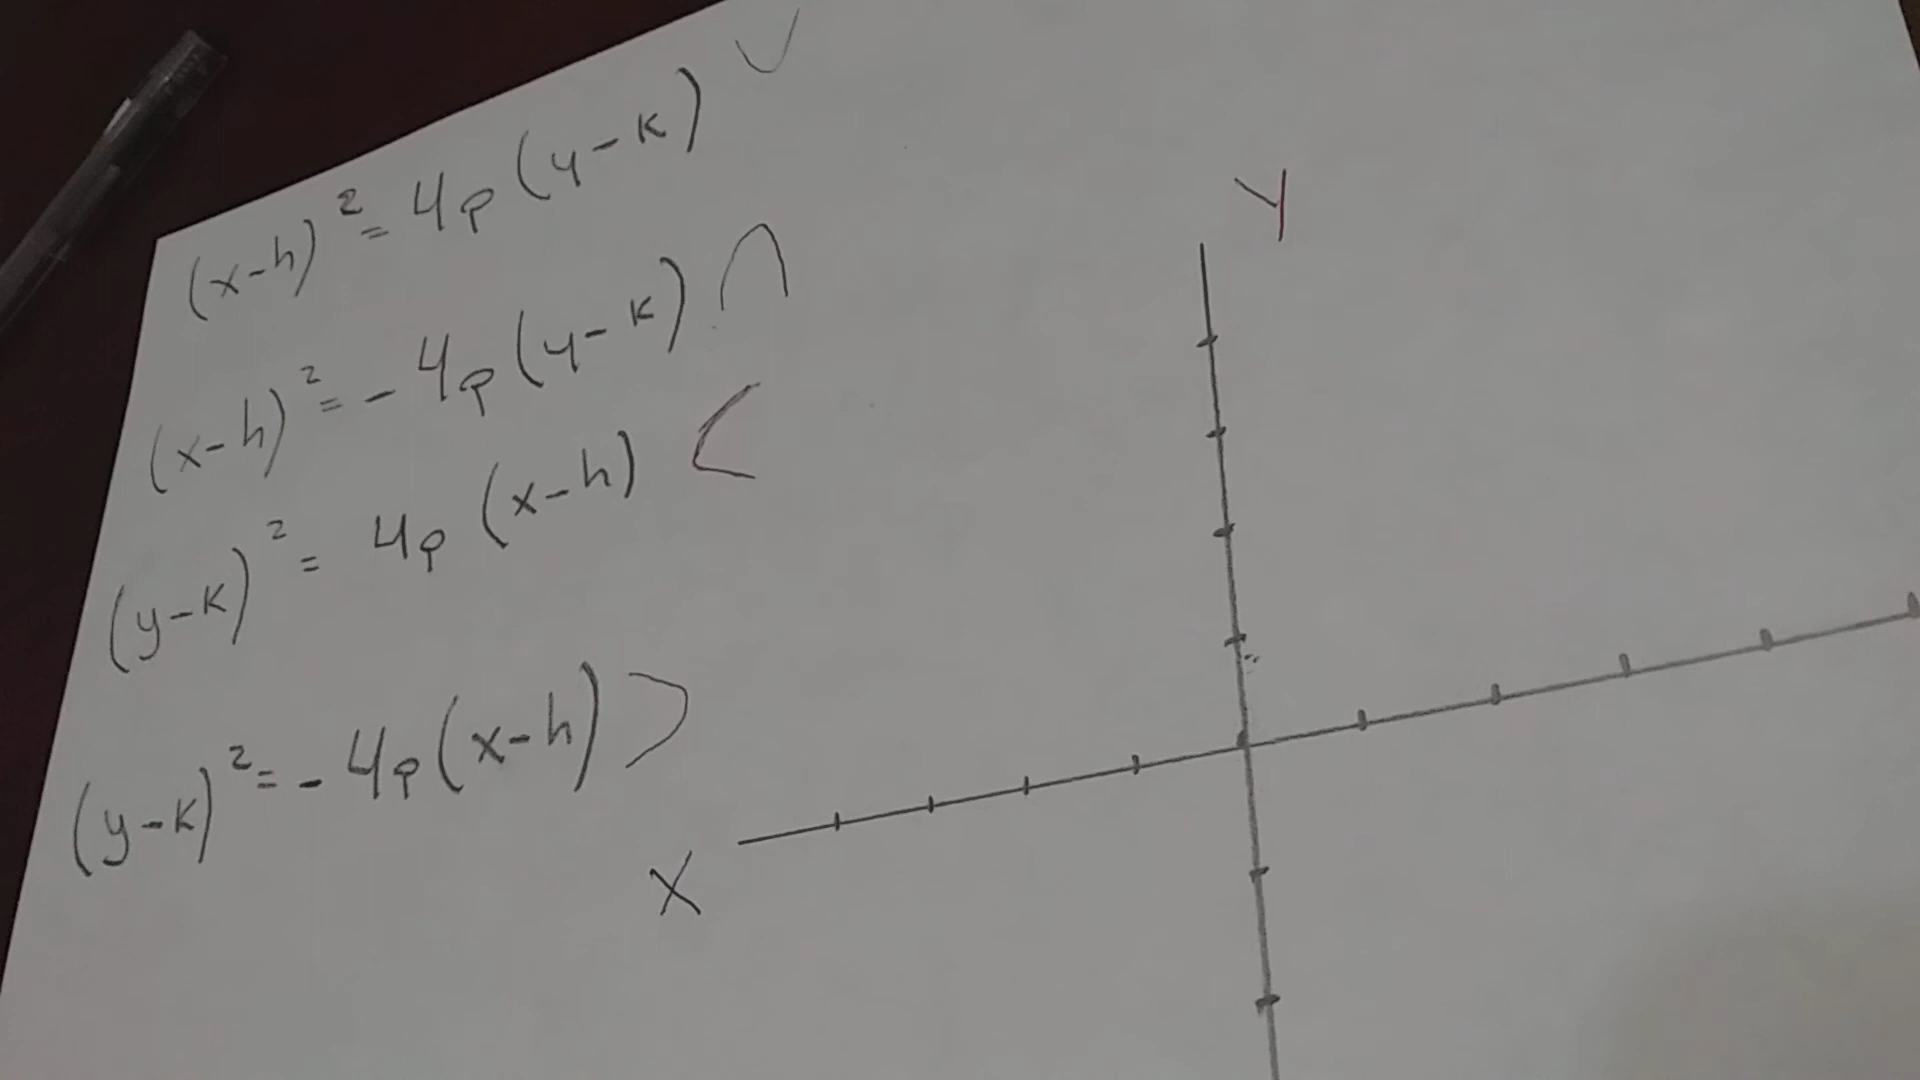 (x-h)² = 4p(y-k)
(x-h)² = -4p(y-k)
(y-k)² = 4p(x-h)
(y-k)² = -4p(x-h)
Y
X